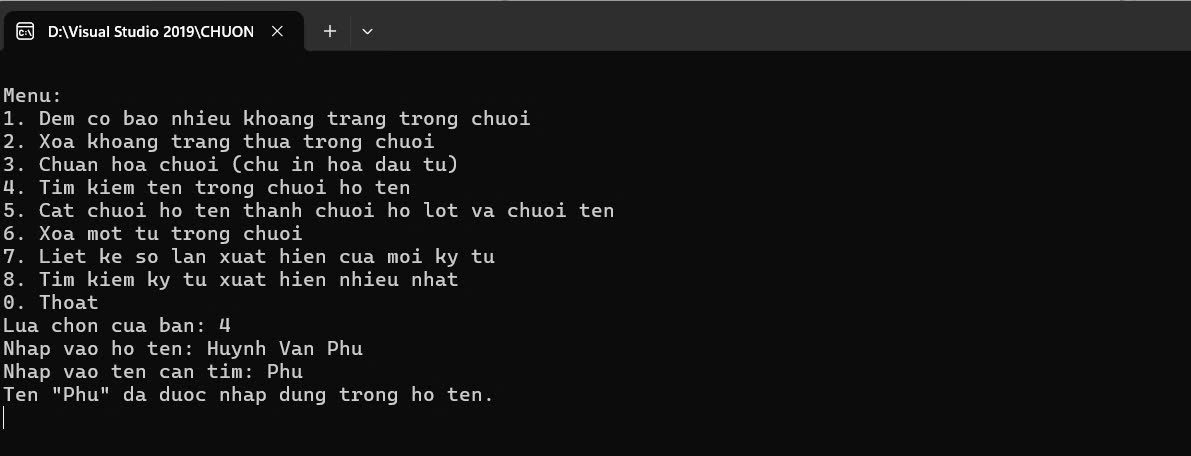 D:\Visual Studio 2019\CHUON
Menu:
1. Dem co bao nhieu khoang trang trong chuoi
2. Xoa khoang trang thua trong chuoi
3. Chuan hoa chuoi (chu in hoa dau tu)
4. Tim kiem ten trong chuoi ho ten
5. Cat chuoi ho ten thanh chuoi ho lot va chuoi ten
6. Xoa mot tu trong chuoi
7. Liet ke so lan xuat hien cua moi ky tu
8. Tim kiem ky tu xuat hien nhieu nhat
0. Thoat
Lua chon cua ban: 4
Nhap vao ho ten: Huynh Van Phu
Nhap vao ten can tim: Phu
Ten "Phu" da duoc nhap dung trong ho ten.